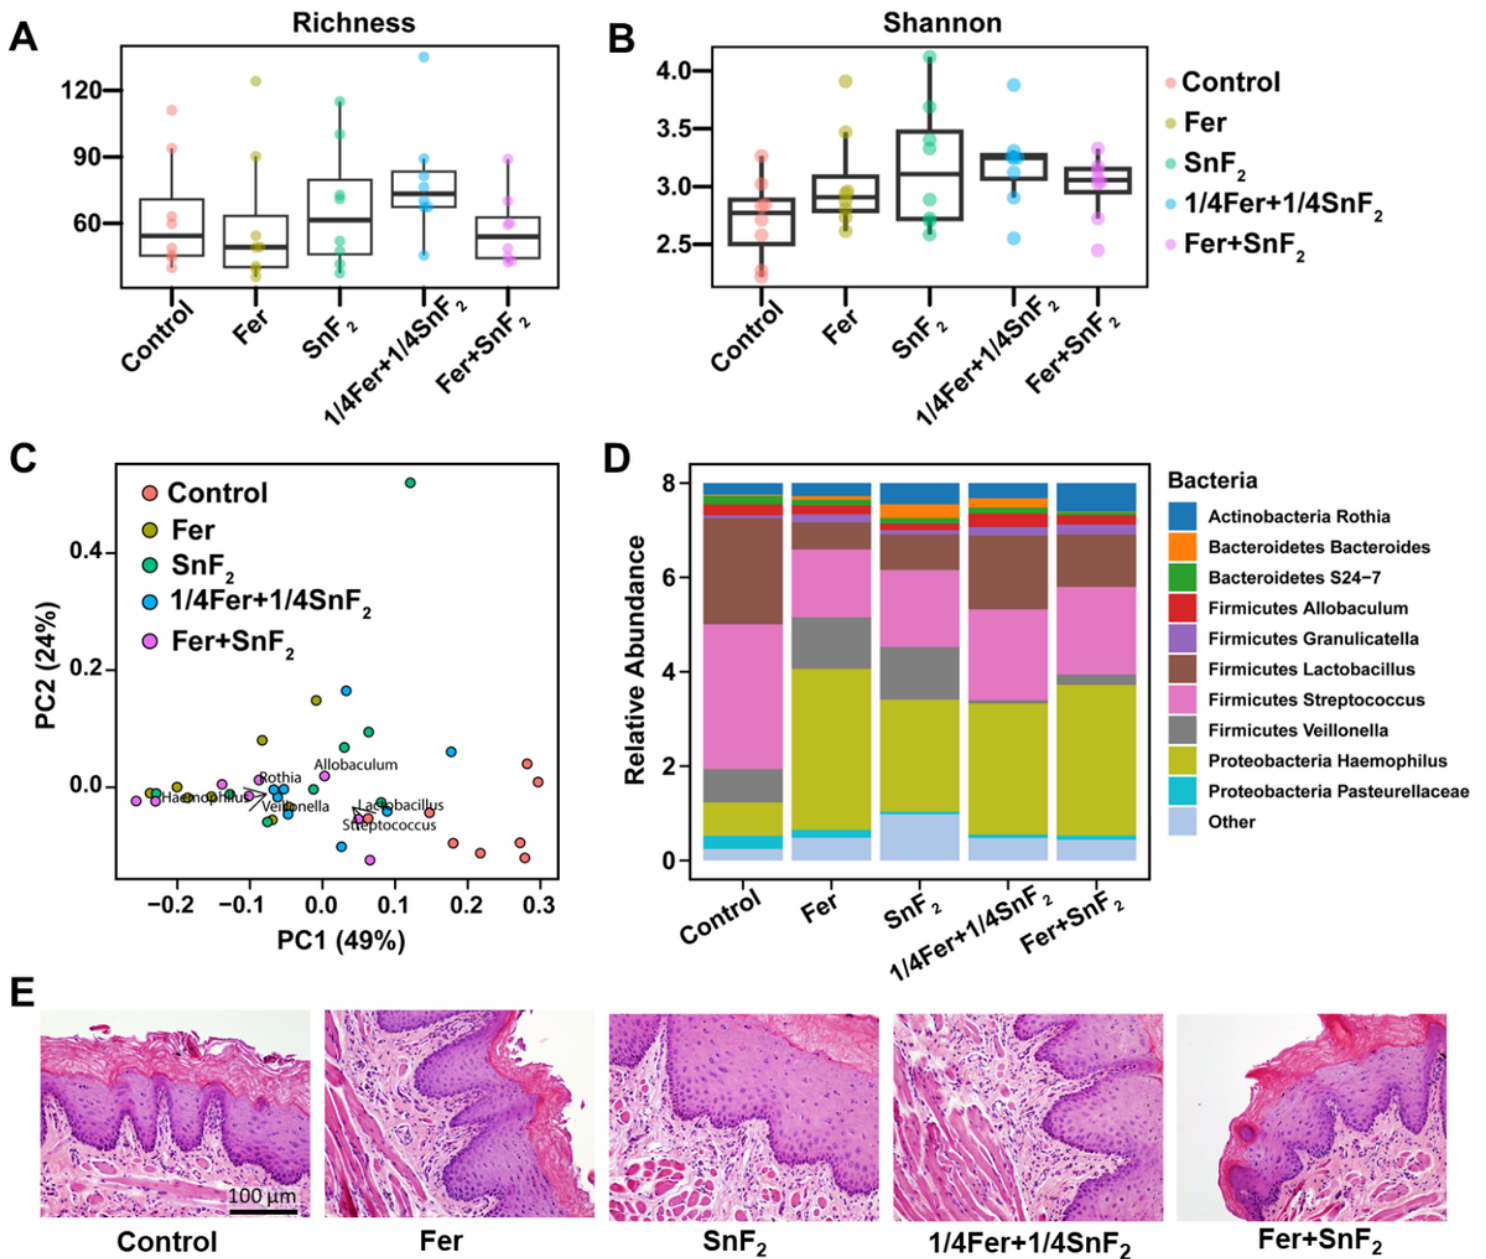 A
Richness
120
90
60
Control
Fer
SnF2
1/4Fer+1/4SnF2
Fer+SnF2
B
Shannon
4.0
3.5
3.0
2.5
Control
Fer
SnF2
1/4Fer+1/4SnF2
Fer+SnF2
Control
Fer
SnF2
1/4Fer+1/4SnF2
Fer+SnF2
C
Control
Fer
SnF2
1/4Fer+1/4SnF2
Fer+SnF2
PC2 (24%)
0.4
0.2
0.0
Allobaculum
Rothia
Haemophilus
Veillonella
Lactobacillus
Streptococcus
−0.2 −0.1 0.0 0.1 0.2 0.3
PC1 (49%)
D
Relative Abundance
8
6
4
2
0
Control
Fer
SnF2
1/4Fer+1/4SnF2
Fer+SnF2
Bacteria
Actinobacteria Rothia
Bacteroidetes Bacteroides
Bacteroidetes S24−7
Firmicutes Allobaculum
Firmicutes Granulicatella
Firmicutes Lactobacillus
Firmicutes Streptococcus
Firmicutes Veillonella
Proteobacteria Haemophilus
Proteobacteria Pasteurellaceae
Other
E
100 μm
Control
Fer
SnF2
1/4Fer+1/4SnF2
Fer+SnF2